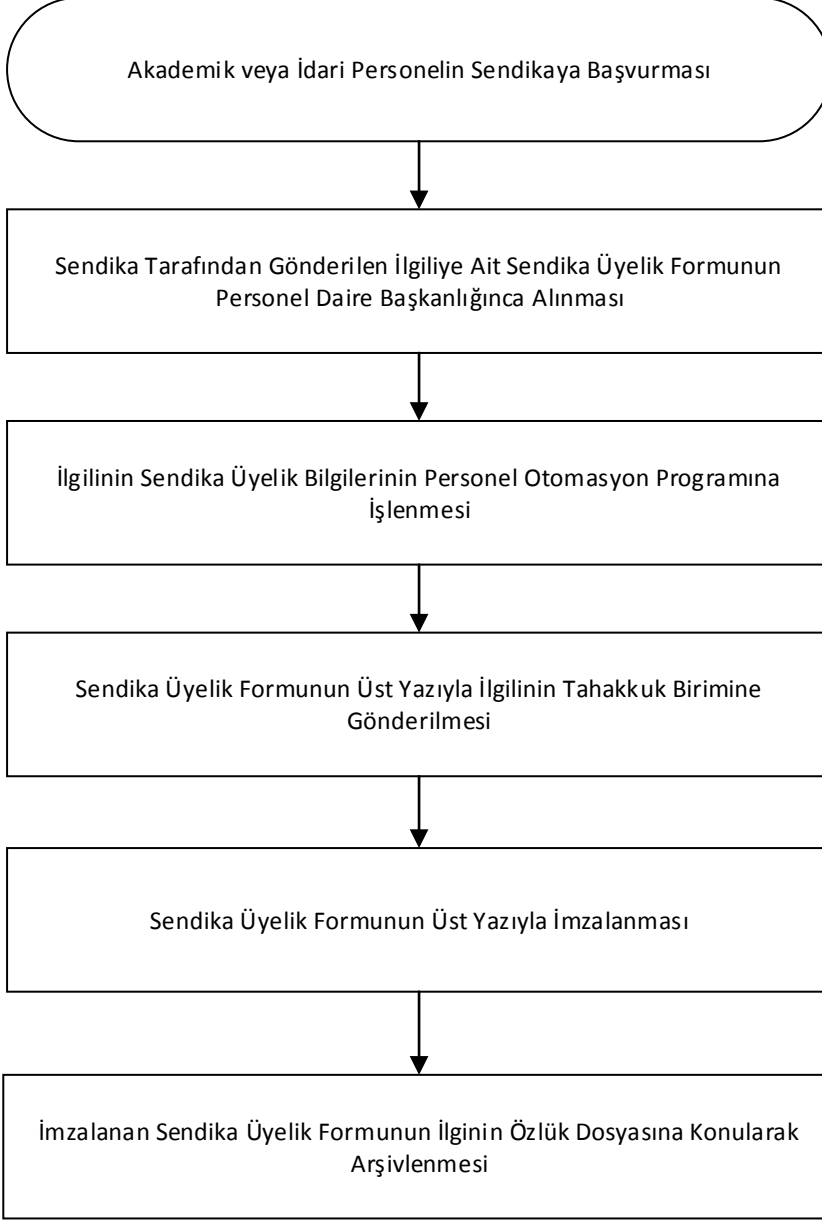 Akademik veya İdari Personelin Sendikaya Başvurması
Sendika Tarafından Gönderilen İlgiliye Ait Sendika Üyelik Formunun
Personel Daire Başkanlığınca Alınması
İlgilinin Sendika Üyelik Bilgilerinin Personel Otomasyon Programına
İşlenmesi
Sendika Üyelik Formunun Üst Yazıyla İlgilinin Tahakkuk Birimine
Gönderilmesi
Sendika Üyelik Formunun Üst Yazıyla İmzalanması
İmzalanan Sendika Üyelik Formunun İlginin Özlük Dosyasına Konularak
Arşivlenmesi